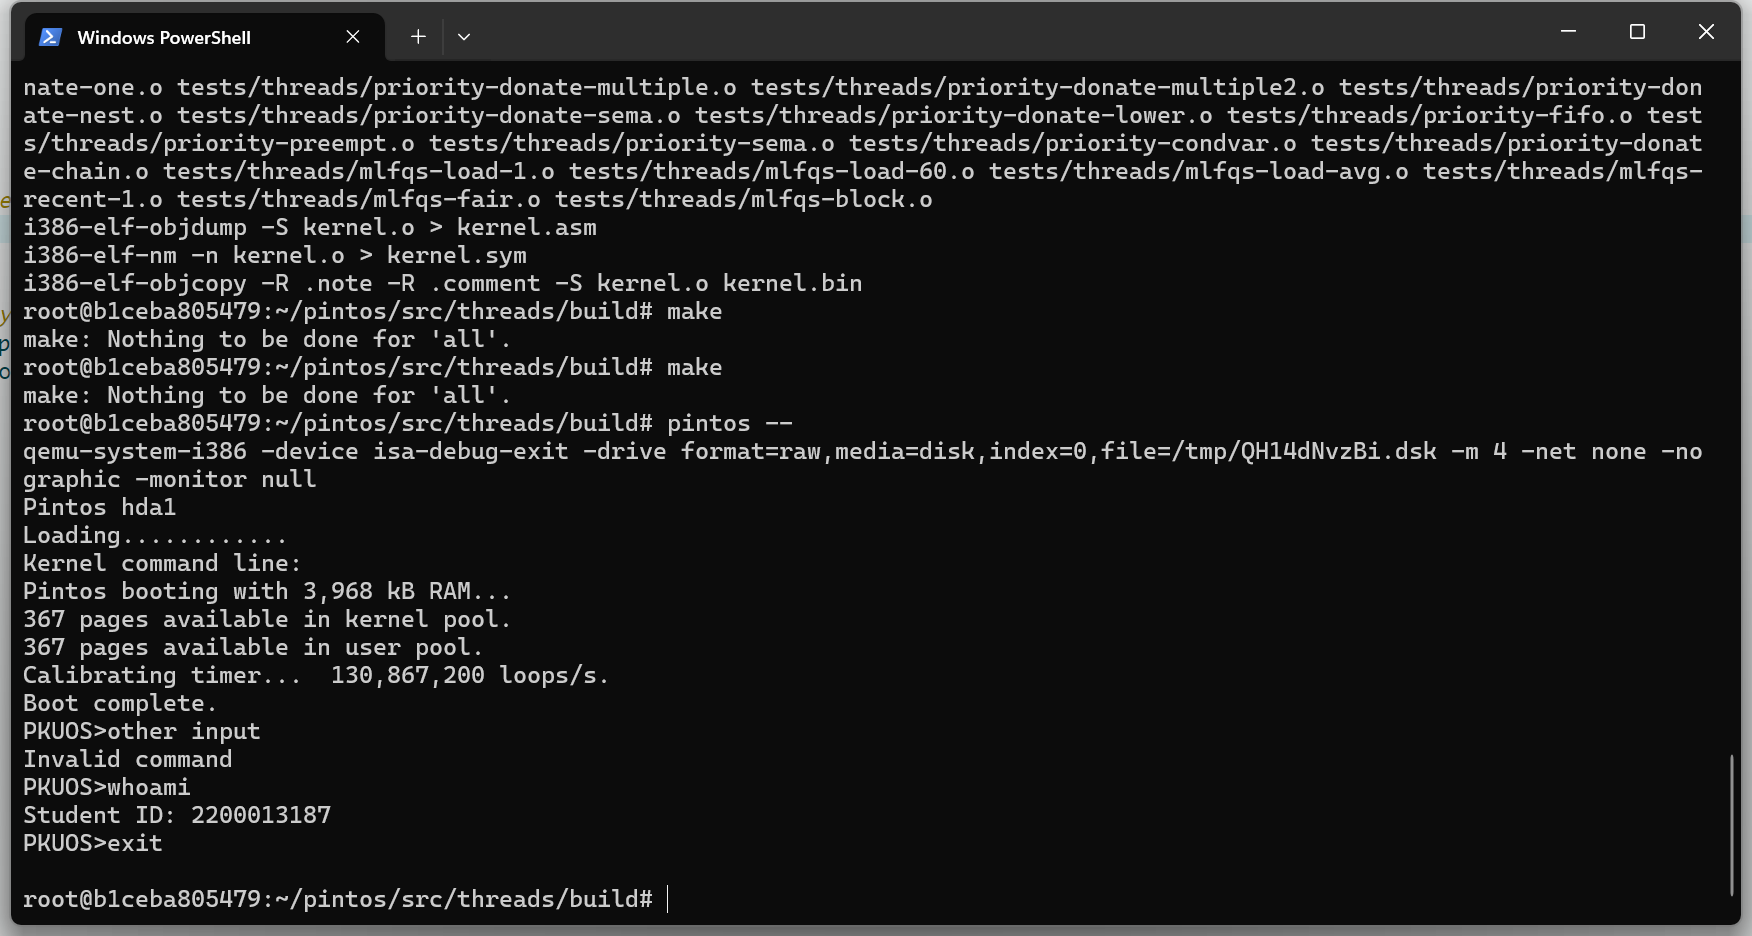 Windows PowerShell
nate-one.o tests/threads/priority-donate-multiple.o tests/threads/priority-donate-multiple2.o tests/threads/priority-don
ate-nest.o tests/threads/priority-donate-sema.o tests/threads/priority-donate-lower.o tests/threads/priority-fifo.o test
s/threads/priority-preempt.o tests/threads/priority-sema.o tests/threads/priority-condvar.o tests/threads/priority-donat
e-chain.o tests/threads/mlfqs-load-1.o tests/threads/mlfqs-load-60.o tests/threads/mlfqs-load-avg.o tests/threads/mlfqs-
recent-1.o tests/threads/mlfqs-fair.o tests/threads/mlfqs-block.o
i386-elf-objdump -S kernel.o > kernel.asm
i386-elf-nm -n kernel.o > kernel.sym
i386-elf-objcopy -R .note -R .comment -S kernel.o kernel.bin
root@b1ceba805479:~/pintos/src/threads/build# make
make: Nothing to be done for 'all'.
root@b1ceba805479:~/pintos/src/threads/build# make
make: Nothing to be done for 'all'.
root@b1ceba805479:~/pintos/src/threads/build# pintos --
qemu-system-i386 -device isa-debug-exit -drive format=raw,media=disk,index=0,file=/tmp/QH14dNvzBi.dsk -m 4 -net none -no
graphic -monitor null
Pintos hda1
Loading............
Kernel command line:
Pintos booting with 3,968 kB RAM...
367 pages available in kernel pool.
367 pages available in user pool.
Calibrating timer...  130,867,200 loops/s.
Boot complete.
PKUOS>other input
Invalid command
PKUOS>whoami
Student ID: 2200013187
PKUOS>exit
root@b1ceba805479:~/pintos/src/threads/build#